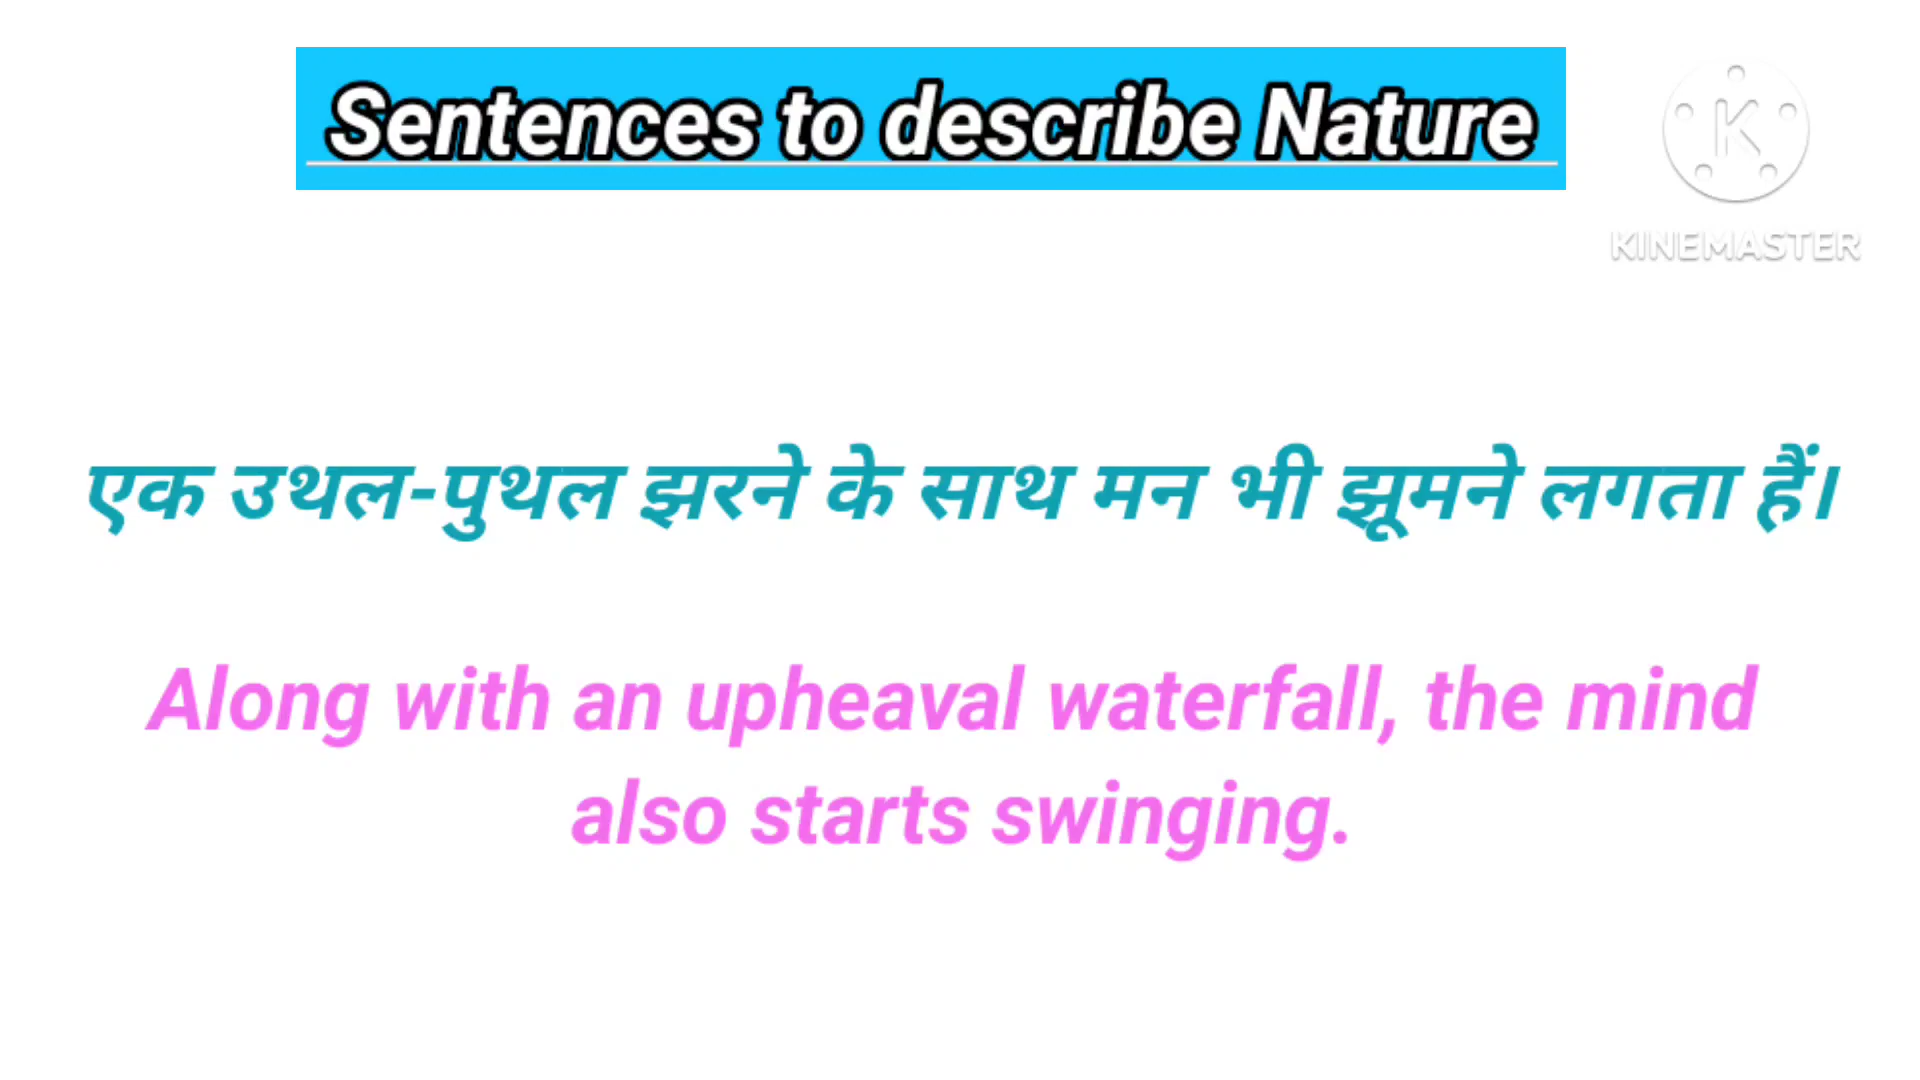 Sentences to describe Nature
K
KINEMASTER
एक उथल-पुथल झरने के साथ मन भी झूमने लगता हैं।
Along with an upheaval waterfall, the mind
also starts swinging.